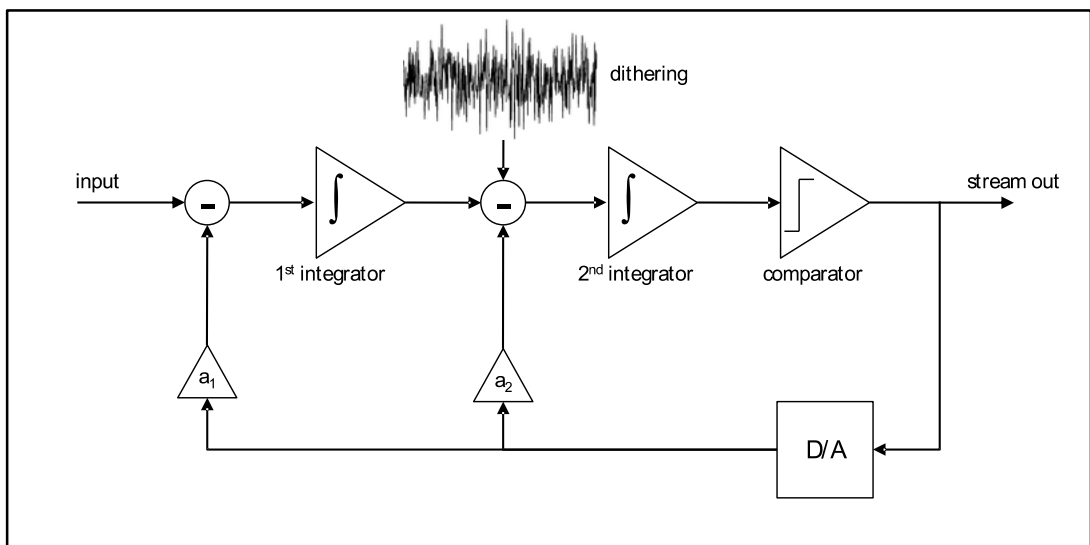 dithering
input
-
-
stream out
1st integrator
2nd integrator
comparator
a1
a2
D/A